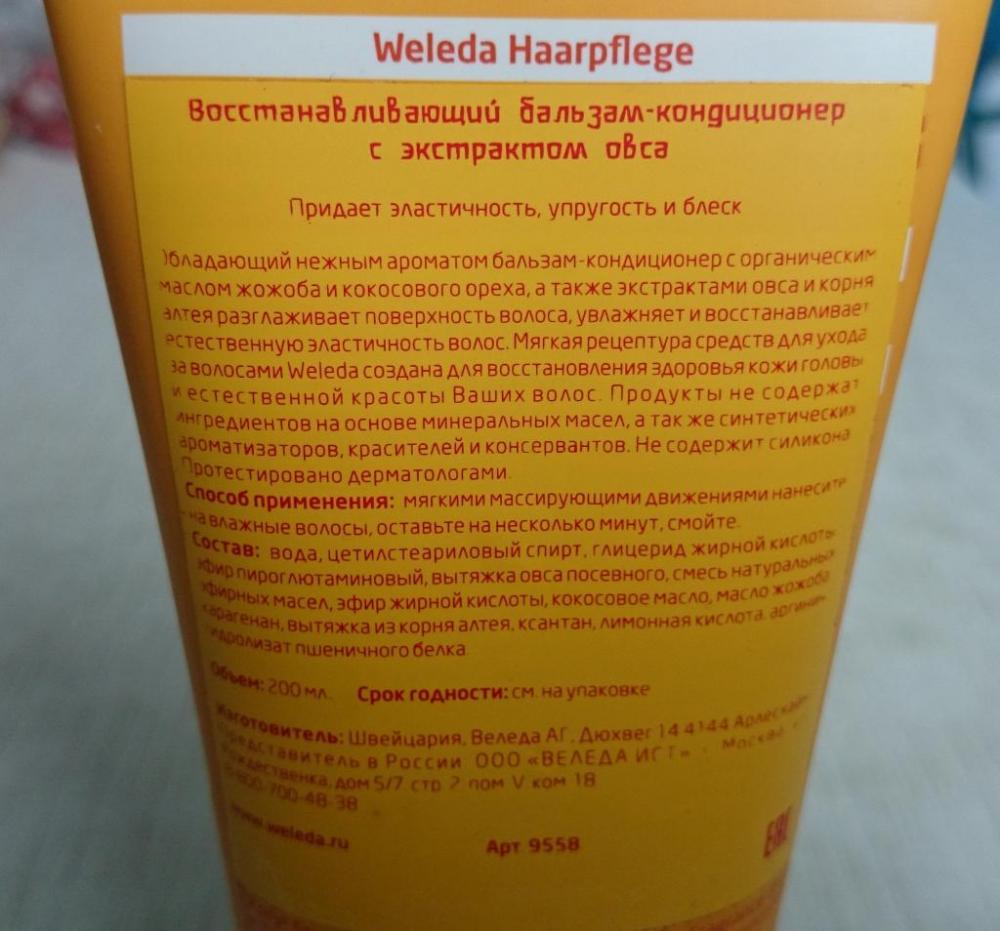 Weleda Haarpflege
Восстанавливающий бальзам-кондиционер
с экстрактом овса
Придает эластичность, упругость и блеск
Обладающий нежным ароматом бальзам-кондиционер с органическим
маслом жожоба и кокосового ореха, а также экстрактами овса и корня
алтея разглаживает поверхность волоса, увлажняет и восстанавливает
естественную эластичность волос. Мягкая рецептура средств для ухода
за волосами Weleda создана для восстановления здоровья кожи головы
и естественной красоты Ваших волос. Продукты не содержат
ингредиентов на основе минеральных масел, а так же синтетических
ароматизаторов, красителей и консервантов. Не содержит силикона
Протестировано дерматологами.
Способ применения: мягкими массирующими движениями нанесите
на влажные волосы, оставьте на несколько минут, смойте.
Состав: вода, цетилстеариловый спирт, глицерид жирной кислоты
эфир пироглютаминовый, вытяжка овса посевного, смесь натуральных
эфирных масел, эфир жирной кислоты, кокосовое масло, масло жожоба
карагенан, вытяжка из корня алтея, ксантан, лимонная кислота, аргинин
гидролизат пшеничного белка
Объем: 200 мл. Срок годности: см. на упаковке
Изготовитель: Швейцария, Веледа АГ, Дюхвег 14 4144 Арлесхайм
Представитель в России ООО «ВЕЛЕДА ИСТ» г. Москва,
Рождественка, дом 5/7 стр 2 пом V ком 18
8-800-700-48-38
www.weleda.ru Арт 9558
EAC